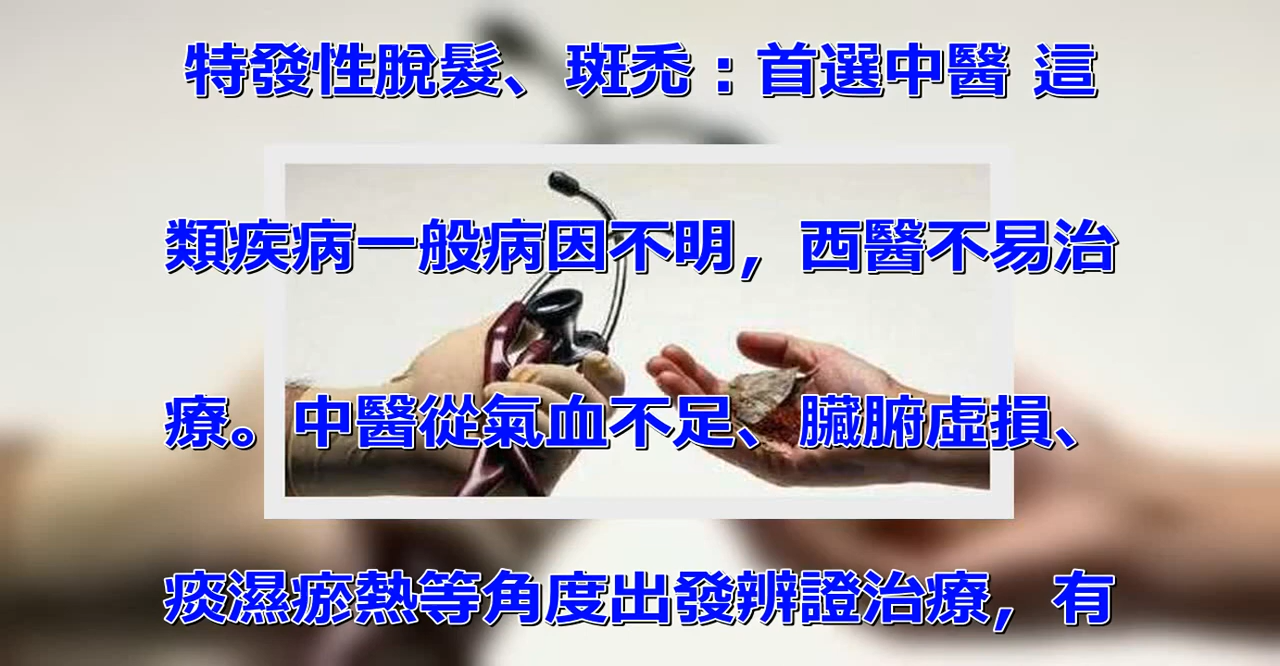 特發性脫髮、斑禿：首選中醫 這
類疾病一般病因不明，西醫不易治
療。中醫從氣血不足、臟腑虛損、
痰濕瘀熱等角度出發辨證治療，有